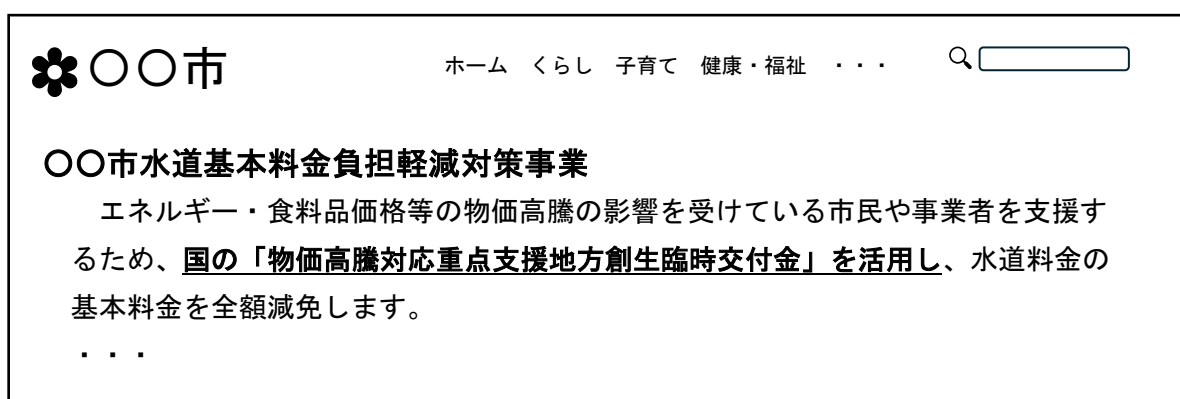 〇〇市
ホーム くらし 子育て 健康・福祉 ・・・
〇〇市水道基本料金負担軽減対策事業
エネルギー・食料品価格等の物価高騰の影響を受けている市民や事業者を支援す
るため、国の「物価高騰対応重点支援地方創生臨時交付金」を活用し、水道料金の
基本料金を全額減免します。
・・・